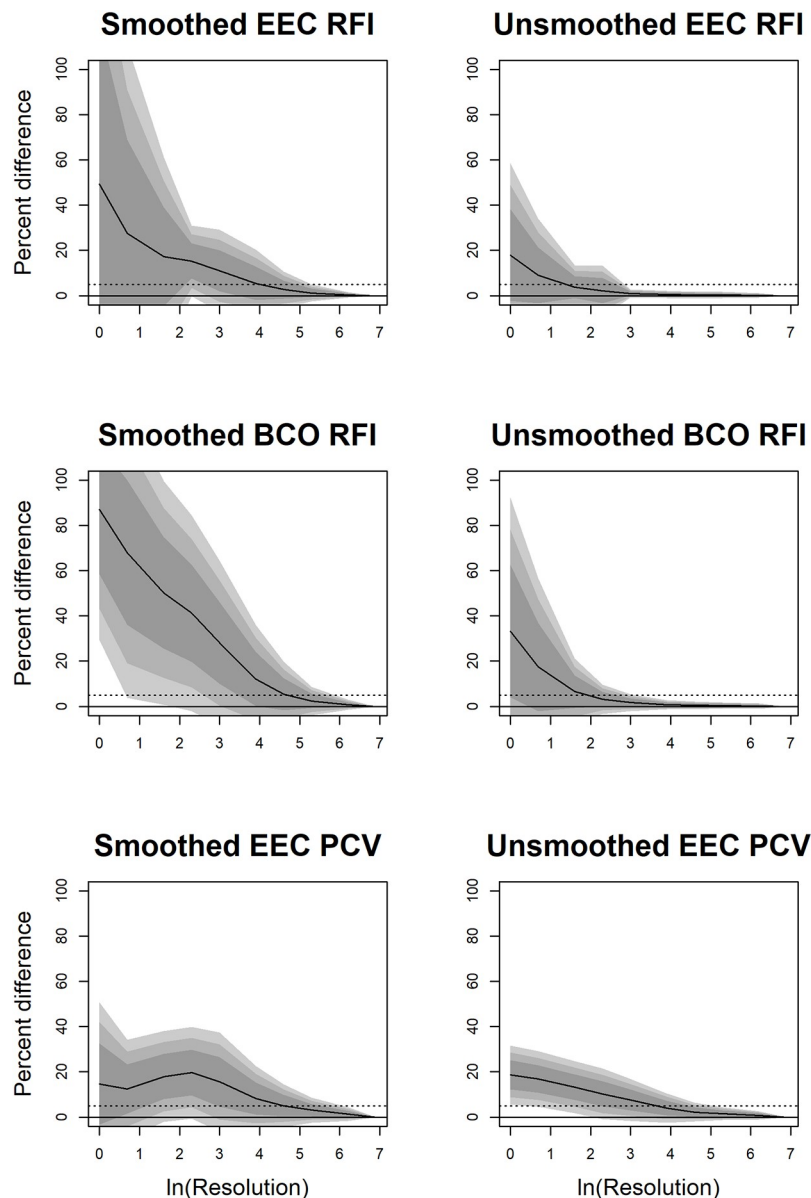 Smoothed EEC RFI
Unsmoothed EEC RFI
Percent difference
100
80
60
40
20
0
0 1 2 3 4 5 6 7
100
80
60
40
20
0
0 1 2 3 4 5 6 7
Smoothed BCO RFI
Unsmoothed BCO RFI
Percent difference
100
80
60
40
20
0
0 1 2 3 4 5 6 7
100
80
60
40
20
0
0 1 2 3 4 5 6 7
Smoothed EEC PCV
Unsmoothed EEC PCV
Percent difference
100
80
60
40
20
0
0 1 2 3 4 5 6 7
ln(Resolution)
100
80
60
40
20
0
0 1 2 3 4 5 6 7
ln(Resolution)